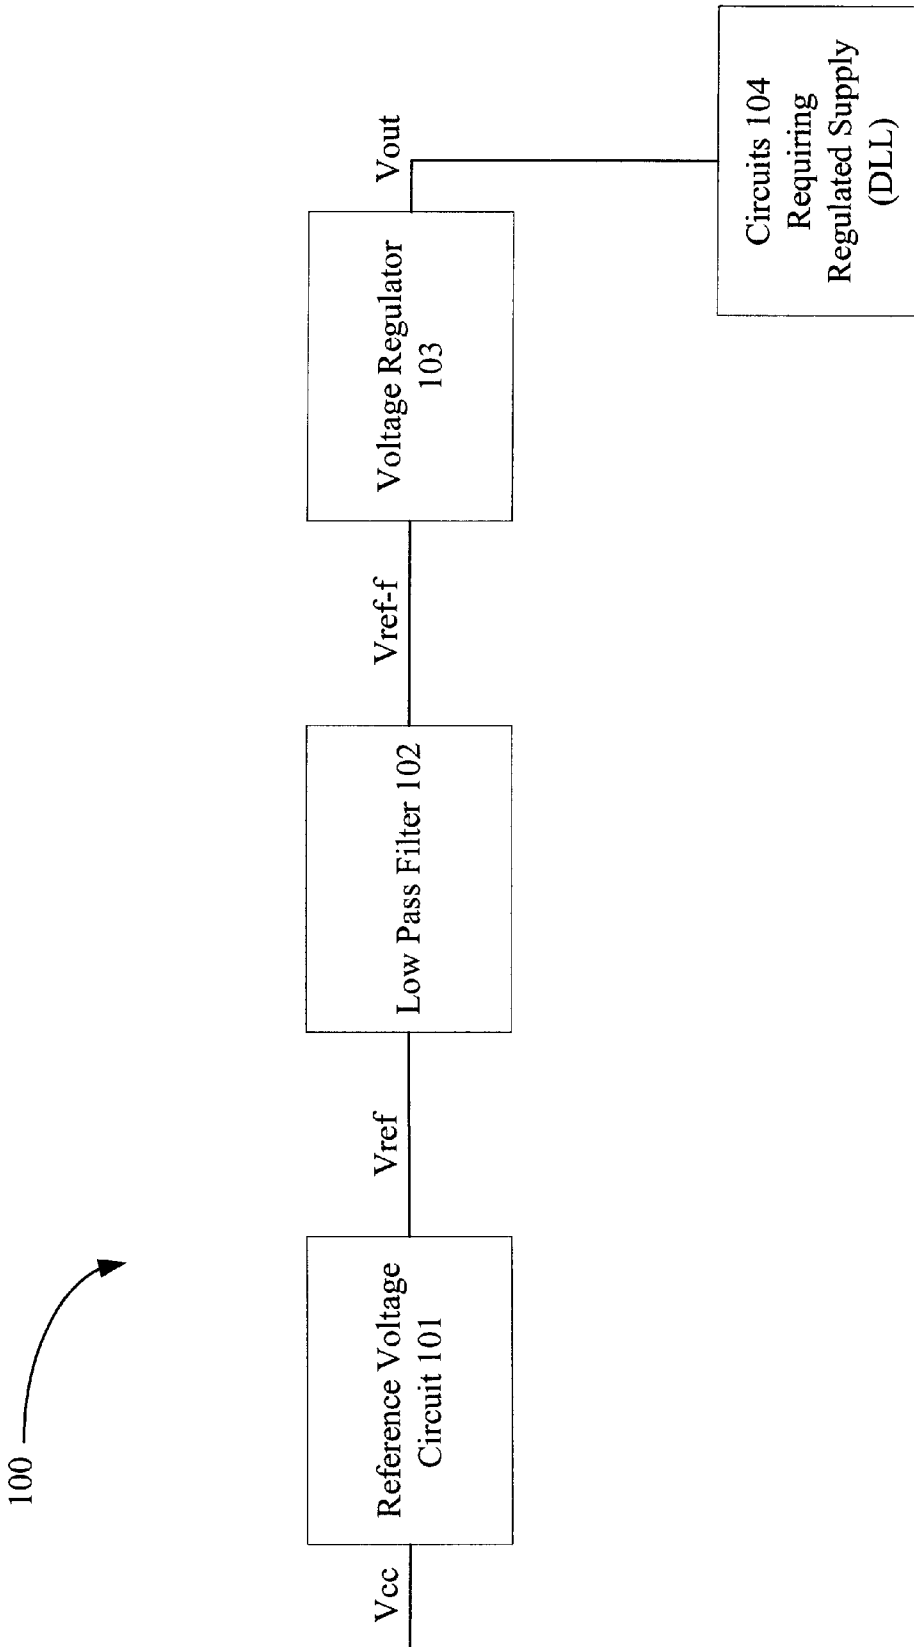 100
Vcc
Reference Voltage
Circuit 101
Vref
Low Pass Filter 102
Vref-f
Voltage Regulator
103
Vout
Circuits 104
Requiring
Regulated Supply
(DLL)